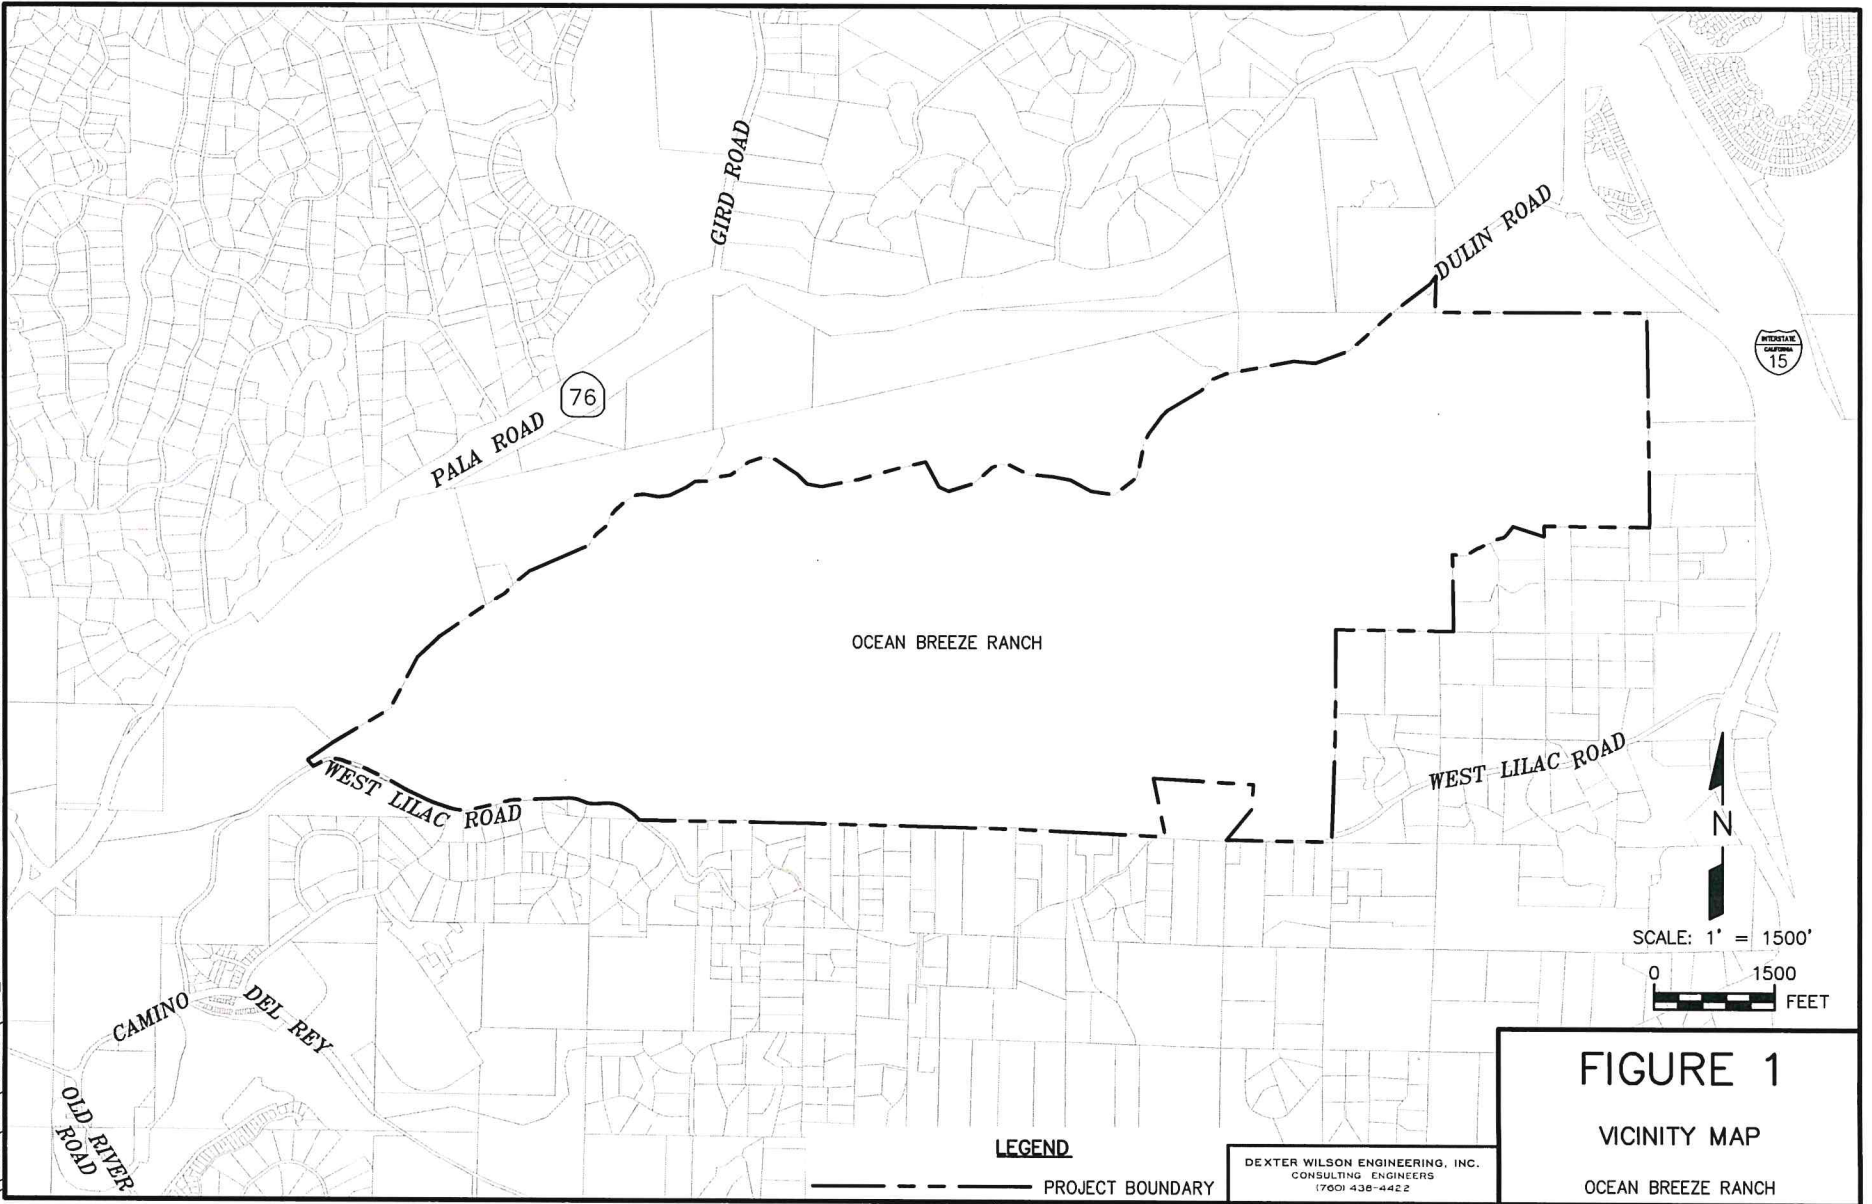 GIRD ROAD
DULIN ROAD
INTERSTATE
CALIFORNIA
15
76
PALA ROAD
OCEAN BREEZE RANCH
WEST LILAC ROAD
WEST LILAC ROAD
N
SCALE: 1' = 1500'
0 1500
FEET
CAMINO DEL REY
OLD RIVER
ROAD
LEGEND
PROJECT BOUNDARY
DEXTER WILSON ENGINEERING, INC.
CONSULTING ENGINEERS
(760) 438-4422
FIGURE 1
VICINITY MAP
OCEAN BREEZE RANCH